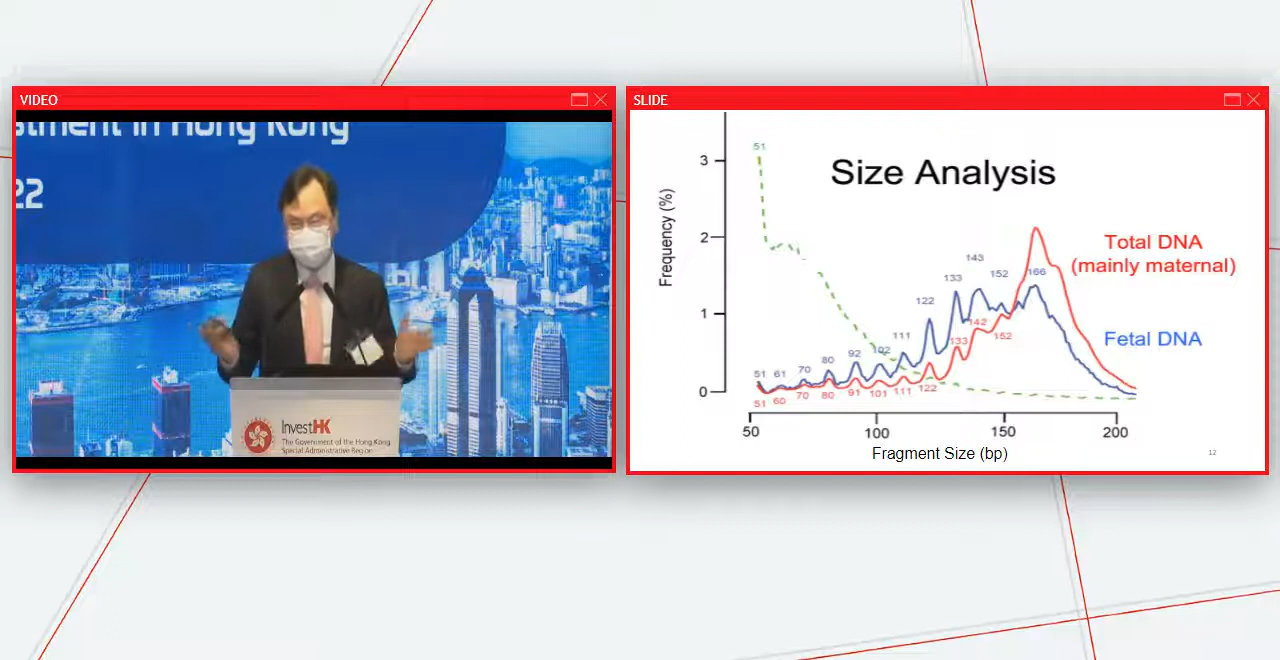 VIDEO
stment in Hong Kong
22
InvestHK
The Government of the Hong Kong
Special Administrative Region
SLIDE
Size Analysis
Frequency (%)
3
2
1
0
51
Total DNA
(mainly maternal)
Fetal DNA
51
61
70
80
92
102
111
122
133
143
152
166
51
60
70
80
91
101
111
122
133
142
152
50
100
150
200
Fragment Size (bp)
12